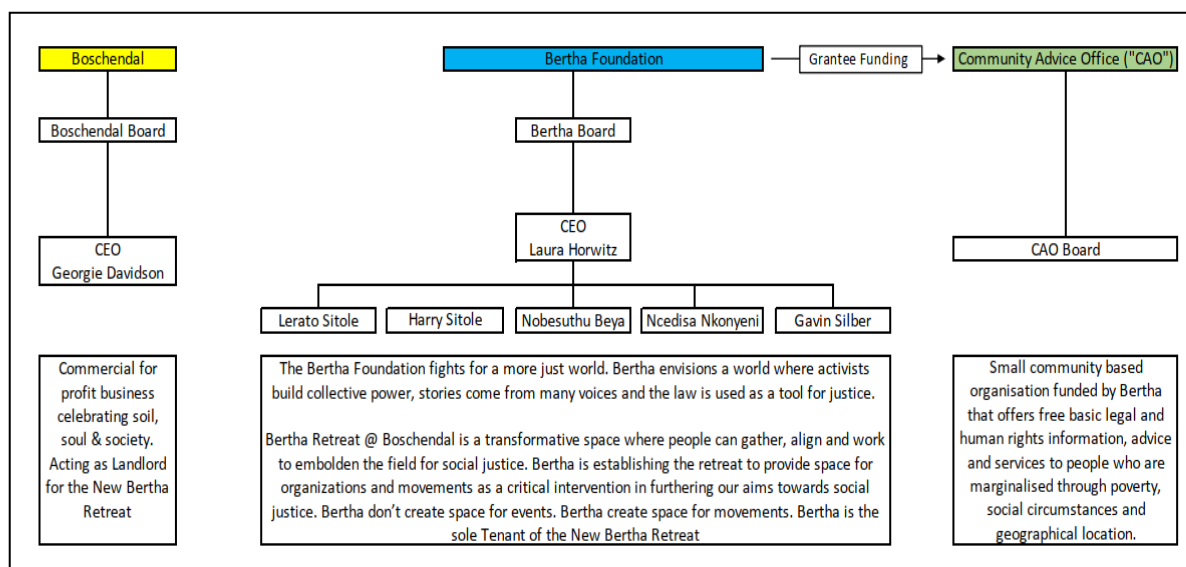 Boschendal
Bertha Foundation
Grantee Funding
Community Advice Office ("CAO")
Boschendal Board
Bertha Board
CEO
Georgie Davidson
CEO
Laura Horwitz
CAO Board
Lerato Sitole
Harry Sitole
Nobesuthu Beya
Ncedisa Nkonyeni
Gavin Silber
Commercial for
profit business
celebrating soil,
soul & society.
Acting as Landlord
for the New Bertha
Retreat
The Bertha Foundation fights for a more just world. Bertha envisions a world where activists
build collective power, stories come from many voices and the law is used as a tool for justice.
Bertha Retreat @ Boschendal is a transformative space where people can gather, align and work
to embolden the field for social justice. Bertha is establishing the retreat to provide space for
organizations and movements as a critical intervention in furthering our aims towards social
justice. Bertha don't create space for events. Bertha create space for movements. Bertha is the
sole Tenant of the New Bertha Retreat
Small community based
organisation funded by Bertha
that offers free basic legal and
human rights information, advice
and services to people who are
marginalised through poverty,
social circumstances and
geographical location.